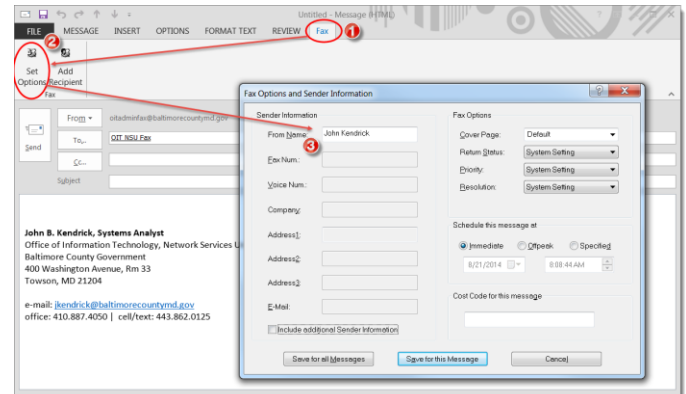 Untitled - Message (HTML)
FILE MESSAGE INSERT OPTIONS FORMAT TEXT REVIEW Fax 1
2
Set Options
Add Recipient
Fax
Send
From
oitadminfax@baltimorecountymd.gov
To...
OIT NSU Fax
Cc...
Subject
John B. Kendrick, Systems Analyst
Office of Information Technology, Network Services
Baltimore County Government
400 Washington Avenue, Rm 33
Towson, MD 21204
e-mail: jkendrick@baltimorecountymd.gov
office: 410.887.4050 | cell/text: 443.862.0125
Fax Options and Sender Information
Sender Information
From Name: John Kendrick
3
Fax Num.:
Voice Num.:
Company:
Address1:
Address2:
Address3:
E-Mail:
Include additional Sender Information
Fax Options
Cover Page: Default
Return Status: System Setting
Priority: System Setting
Resolution: System Setting
Schedule this message at
Immediate Offpeak Specified
8/21/2014 8:08:44 AM
Cost Code for this message
Save for all Messages Save for this Message Cancel